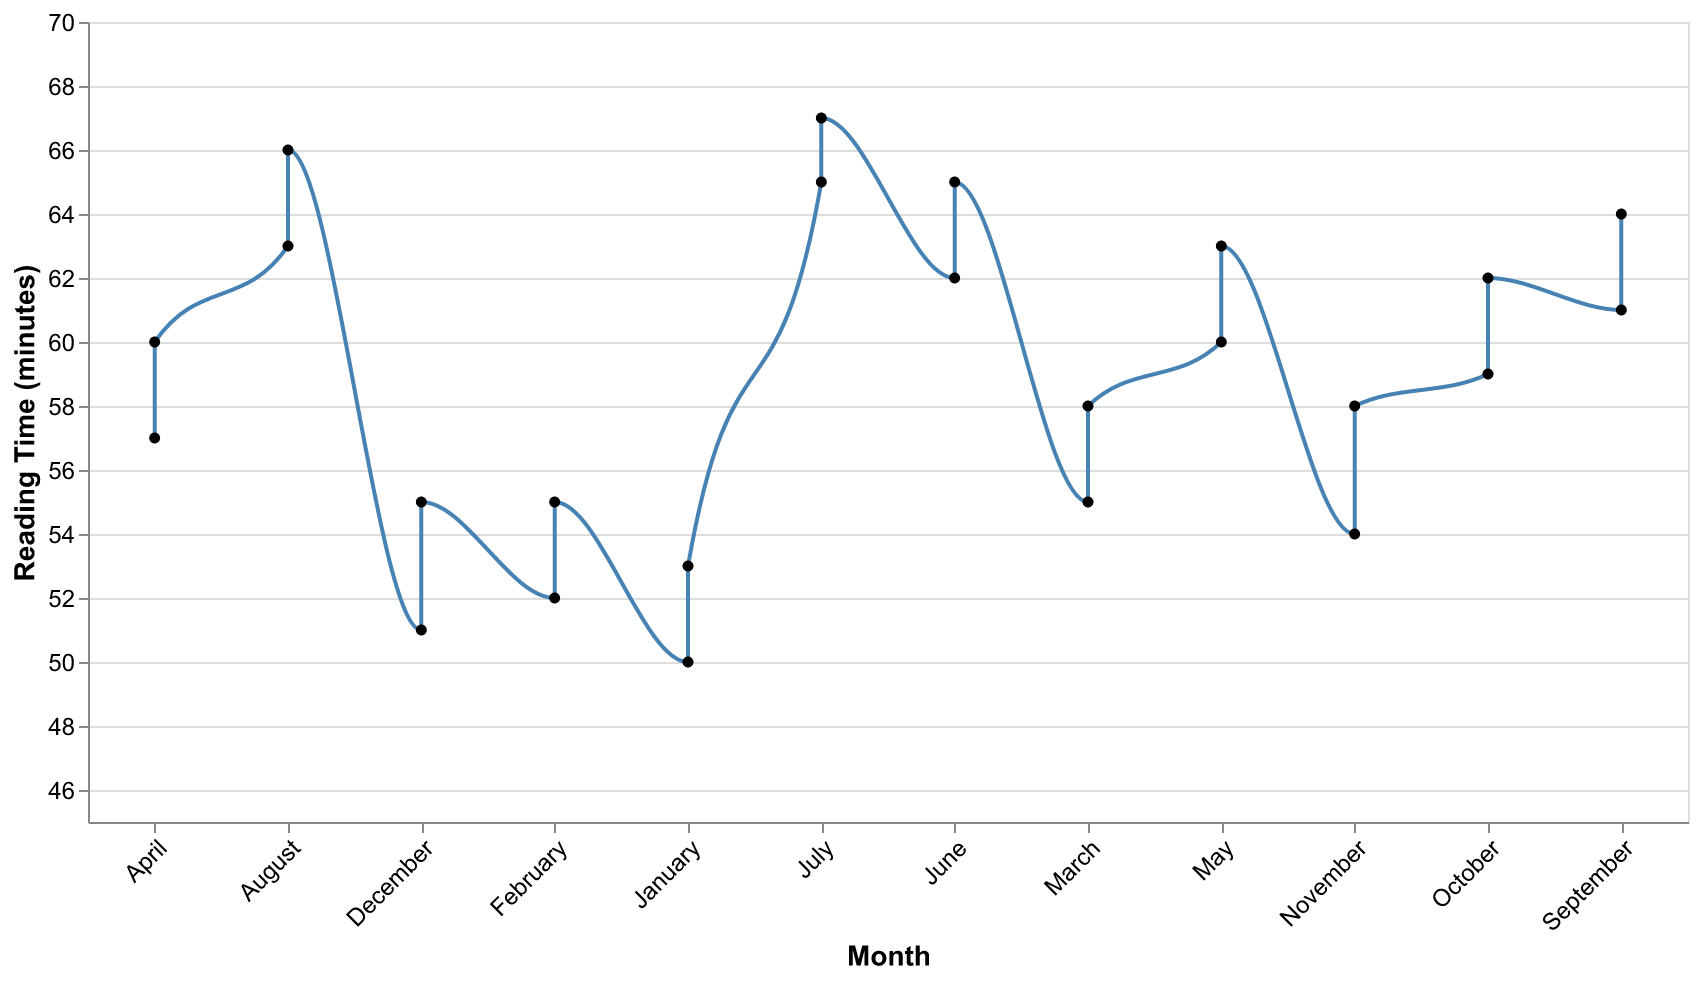 70
68
66
64
62
60
58
56
54
52
50
48
46
Reading Time (minutes)
April
August
December
February
January
July
June
March
May
November
October
September
Month